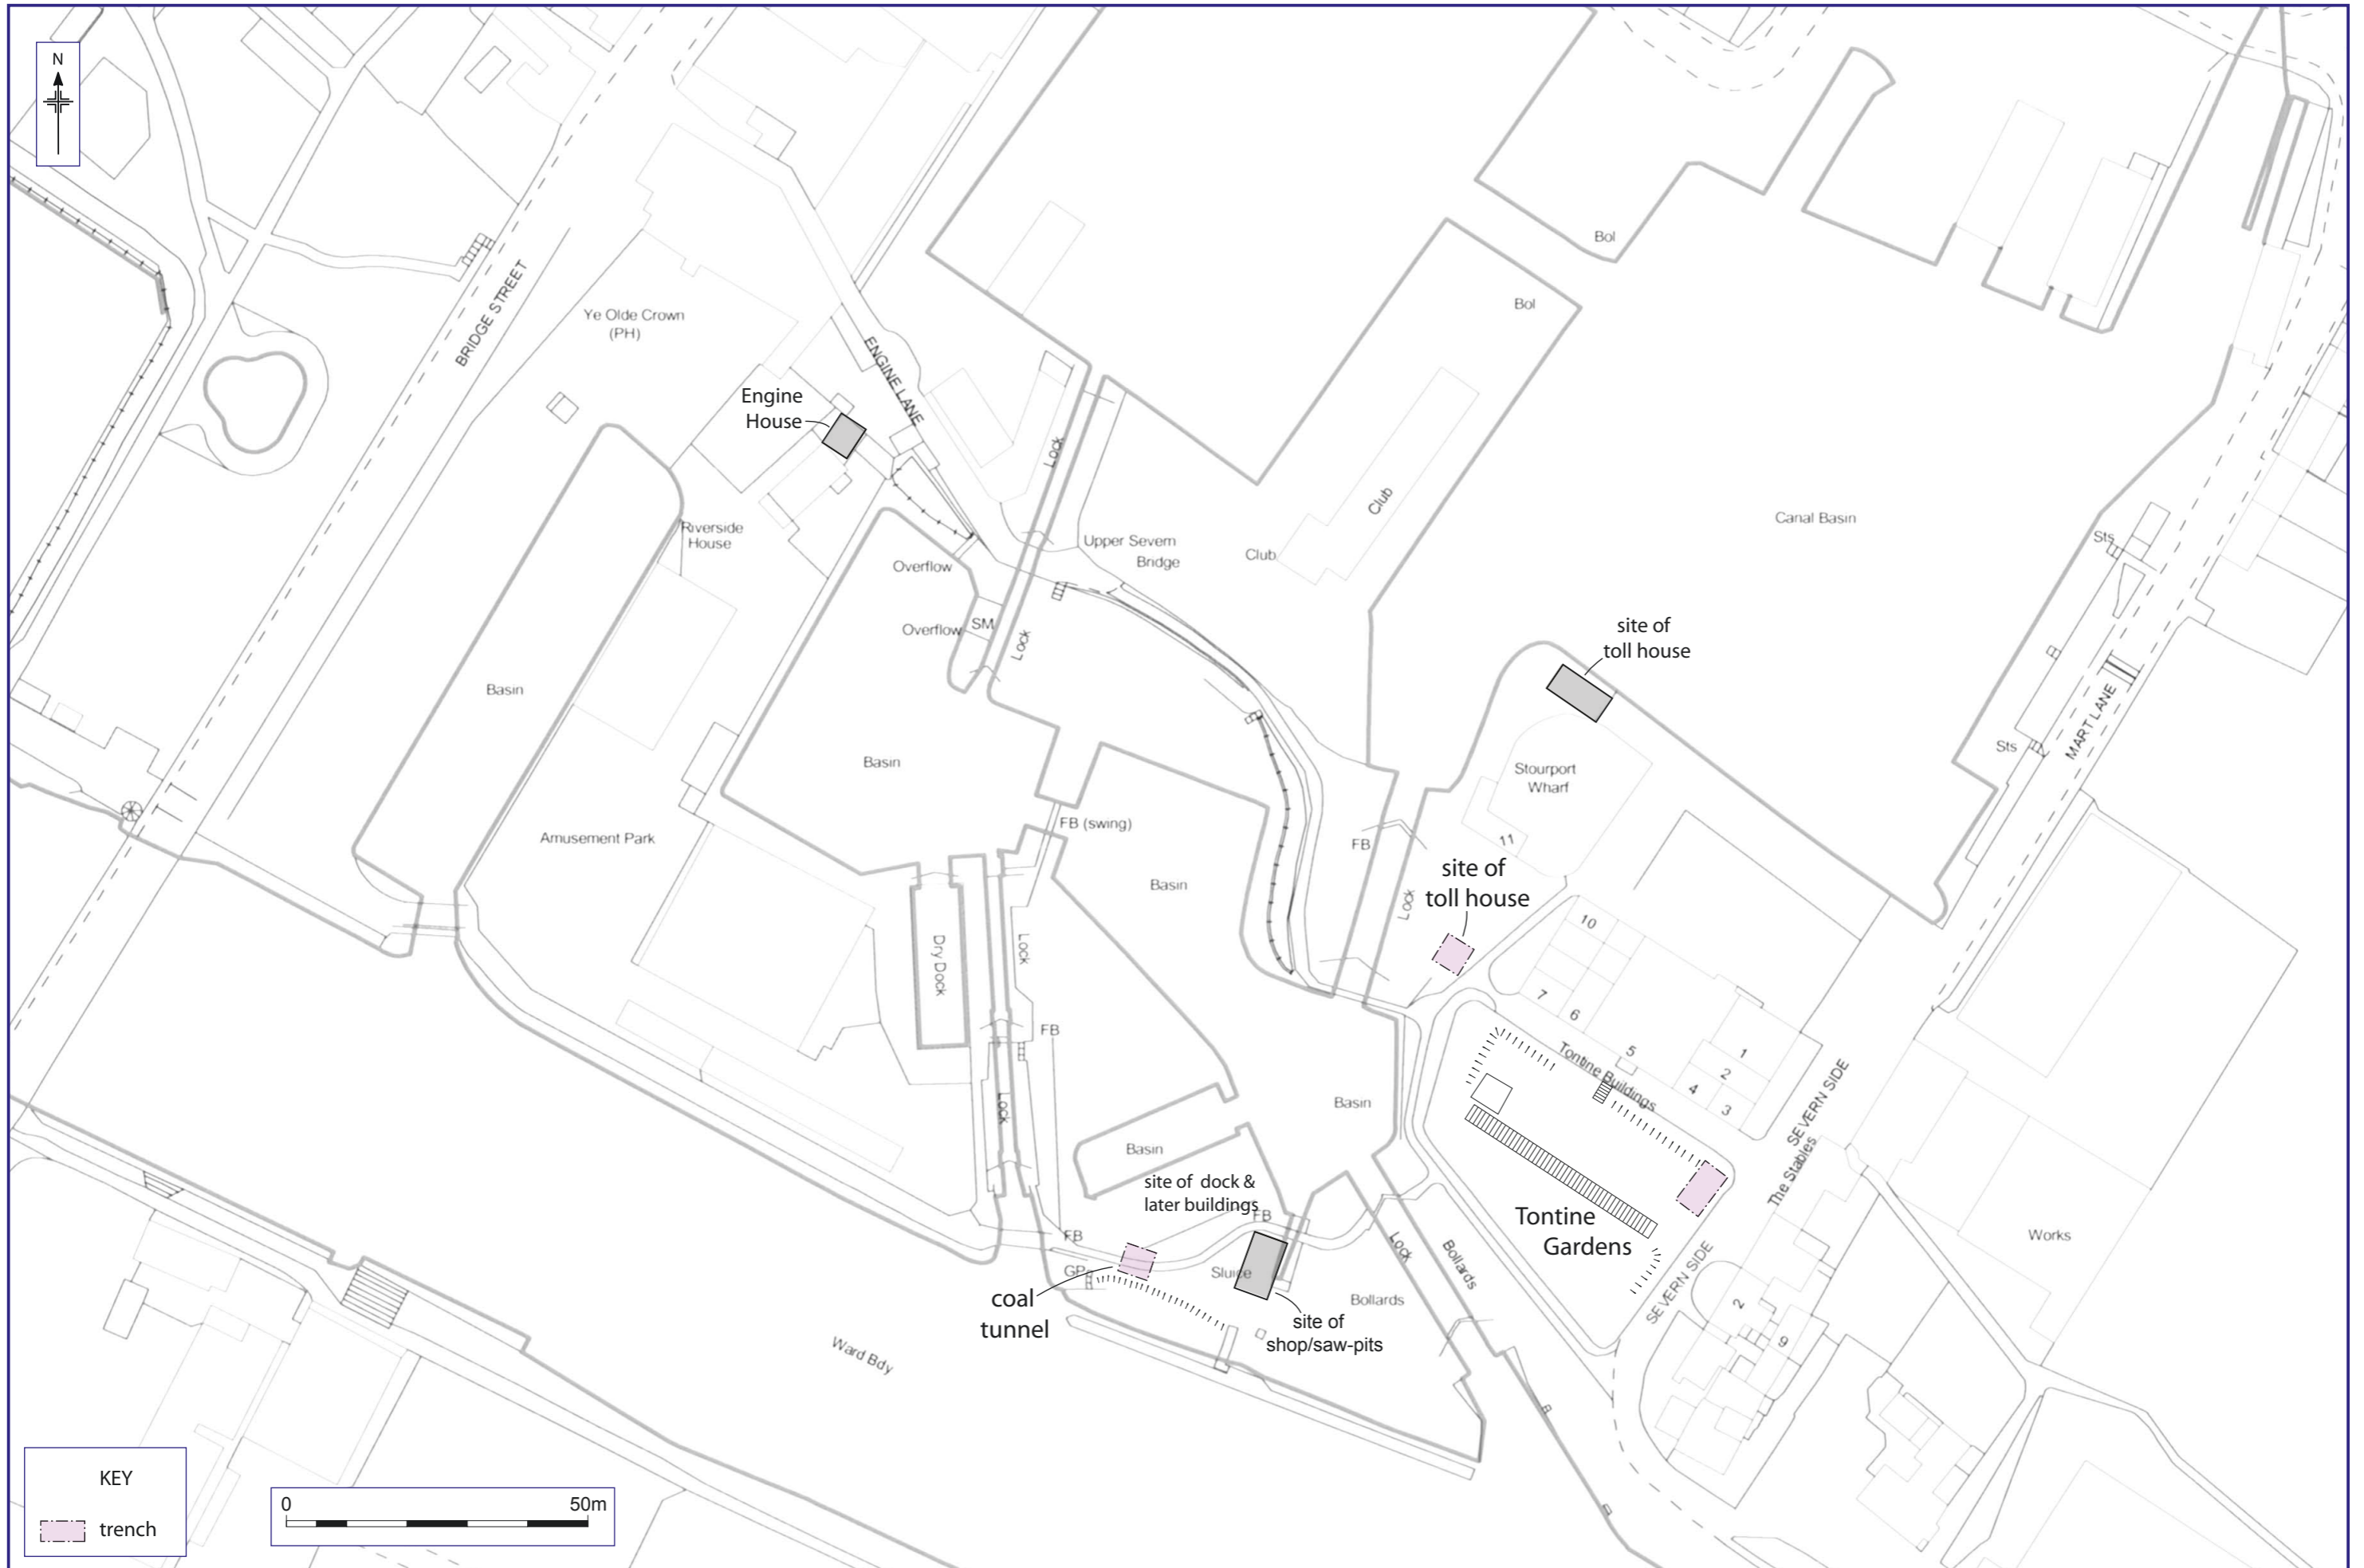 N
BRIDGE STREET
Ye Olde Crown
(PH)
ENGINE LANE
Engine
House
Riverside
House
Lock
Bol
Bol
Club
Club
Canal Basin
Upper Severn
Bridge
Overflow
Overflow
SM
Lock
Sts
Sts
MART LANE
site of
toll house
Basin
Basin
Stourport
Wharf
11
FB (swing)
Amusement Park
FB
Basin
Lock
site of
toll house
Dry Dock
Lock
FB
Lock
10
7
6
5
4
3
2
1
Tontine Buildings
SEVERN SIDE
The Stables
Basin
Basin
site of dock &
later buildings
FB
FB
GP
Sluice
Lock
Bollards
Bollards
Tontine
Gardens
SEVERN SIDE
Works
2
9
coal
tunnel
site of
shop/saw-pits
Ward Bdy
KEY
trench
0 50m